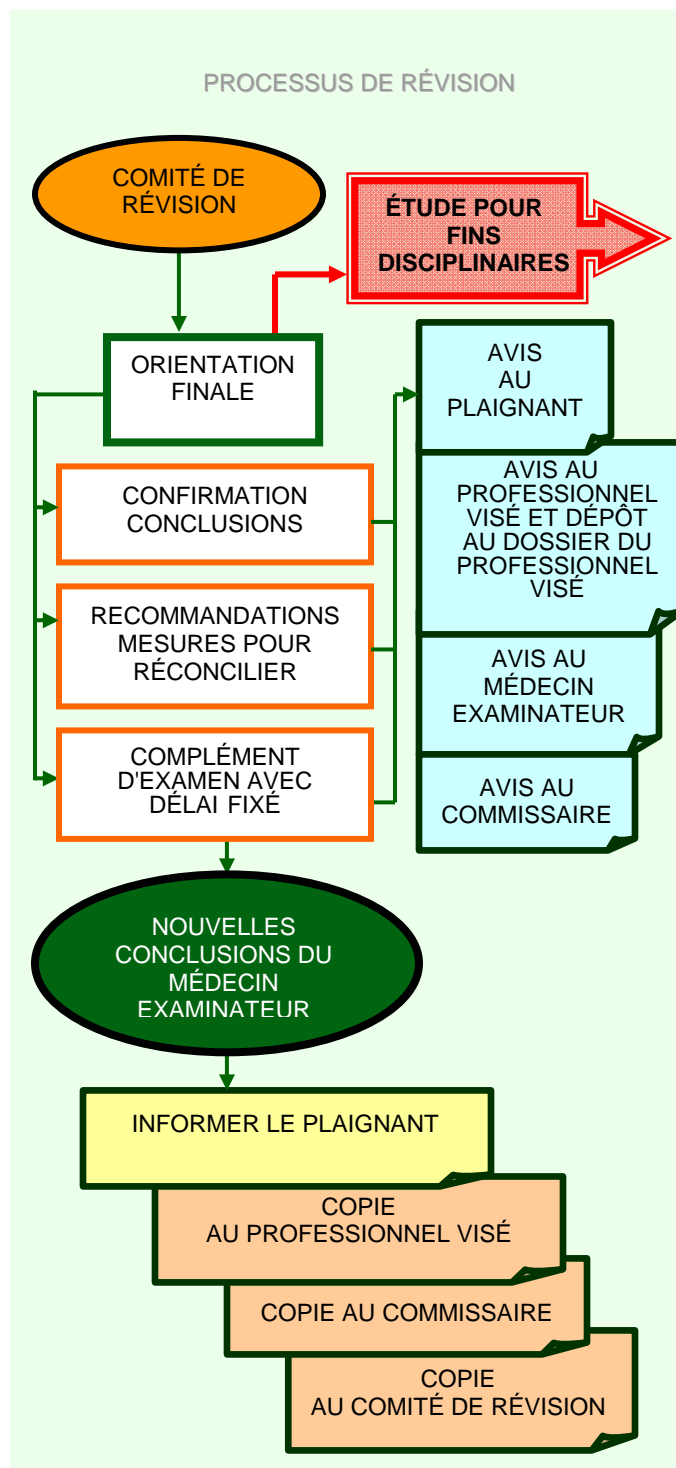 PROCESSUS DE RÉVISION
COMITÉ DE
RÉVISION
ÉTUDE POUR
FINS
DISCIPLINAIRES
ORIENTATION
FINALE
AVIS
AU
PLAIGNANT
CONFIRMATION
CONCLUSIONS
AVIS AU
PROFESSIONNEL
VISÉ ET DÉPÔT
AU DOSSIER DU
PROFESSIONNEL
VISÉ
RECOMMANDATIONS
MESURES POUR
RÉCONCILIER
AVIS AU
MÉDECIN
EXAMINATEUR
COMPLÉMENT
D'EXAMEN AVEC
DÉLAI FIXÉ
AVIS AU
COMMISSAIRE
NOUVELLES
CONCLUSIONS DU
MÉDECIN
EXAMINATEUR
INFORMER LE PLAIGNANT
COPIE
AU PROFESSIONNEL VISÉ
COPIE AU COMMISSAIRE
COPIE
AU COMITÉ DE RÉVISION